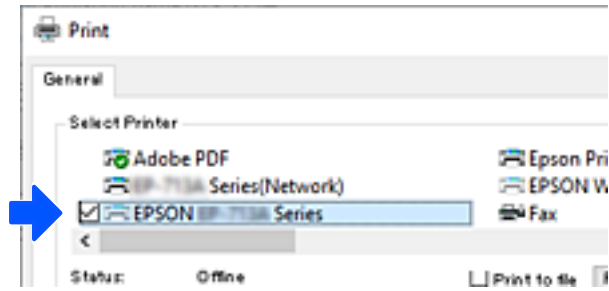 Print
General
Select Printer
Adobe PDF
Epson Pri
Series(Network)
EPSON W
EPSON Series
Fax
Status: Offline
Print to file